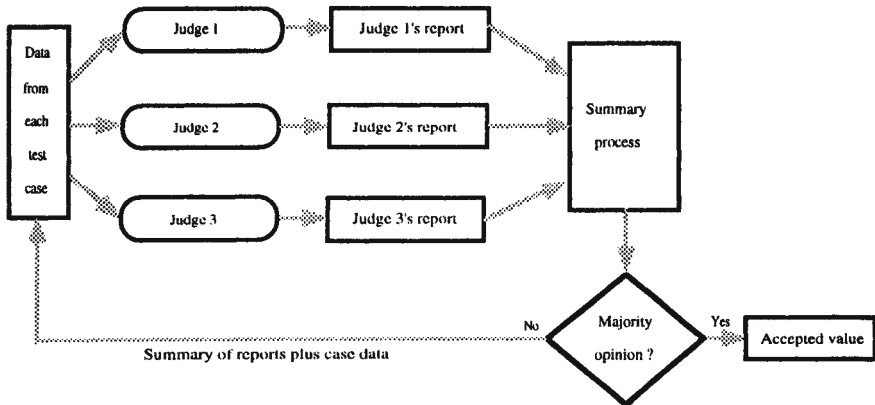 Data
from
each
test
case
Judge 1
Judge 1's report
Judge 2
Judge 2's report
Judge 3
Judge 3's report
Summary
process
Majority
opinion ?
No
Yes
Accepted value
Summary of reports plus case data